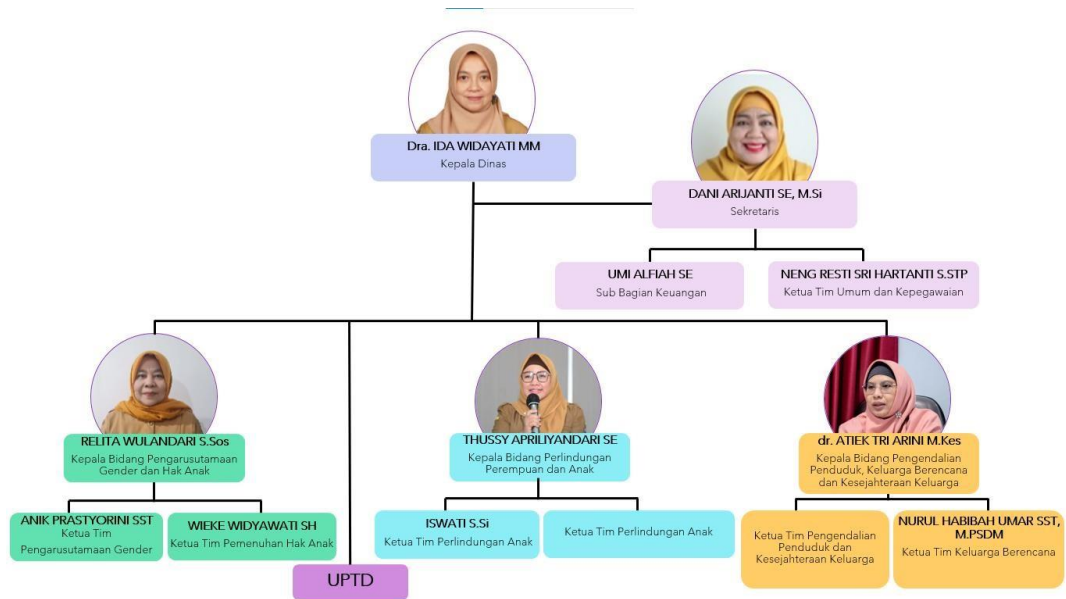 Dra. IDA WIDAYATI MM
Kepala Dinas
DANI ARIJANTI SE, M.Si
Sekretaris
UMI ALFIAH SE
Sub Bagian Keuangan
NENG RESTI SRI HARTANTI S.STP
Ketua Tim Umum dan Kepegawaian
RELITA WULANDARI S.Sos
Kepala Bidang Pengarusutamaan
Gender dan Hak Anak
THUSSY APRILIYANDARI SE
Kepala Bidang Perlindungan
Perempuan dan Anak
dr. ATIEK TRI ARINI M.Kes
Kepala Bidang Pengendalian
Penduduk, Keluarga Berencana
dan Kesejahteraan Keluarga
ANIK PRASTYORINI SST
Ketua Tim
Pengarusutamaan Gender
WIEKE WIDYAWATI SH
Ketua Tim Pemenuhan Hak Anak
ISWATI S.Si
Ketua Tim Perlindungan Anak
Ketua Tim Perlindungan Anak
Ketua Tim Pengendalian
Penduduk dan
Kesejahteraan Keluarga
NURUL HABIBAH UMAR SST,
M.PSDM
Ketua Tim Keluarga Berencana
UPTD